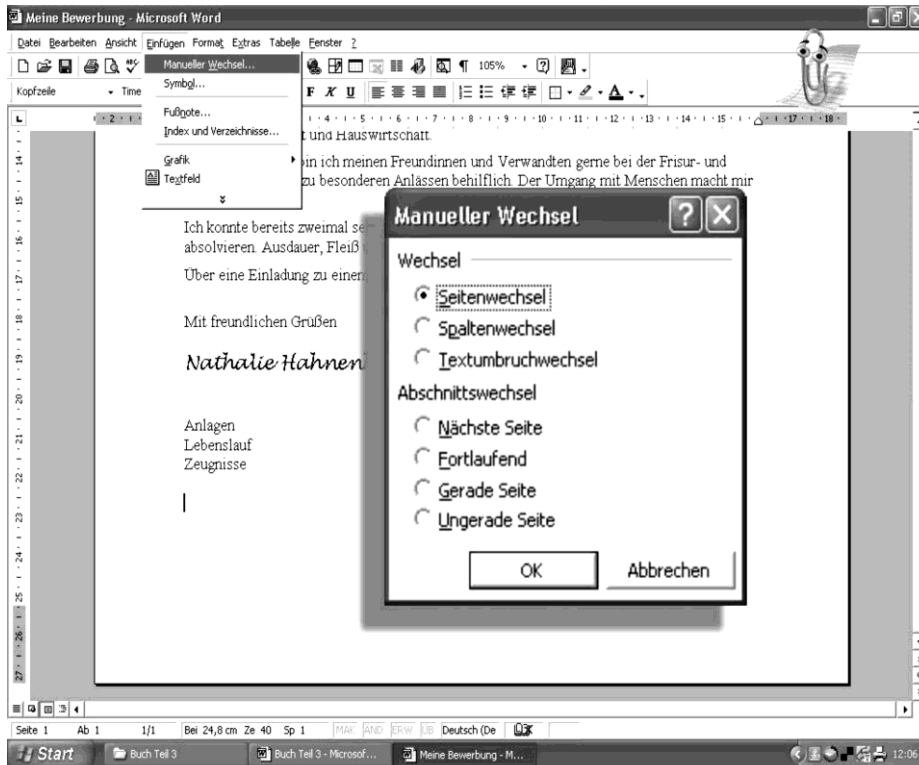 Meine Bewerbung - Microsoft Word
Datei Bearbeiten Ansicht Einfügen Format Extras Tabelle Fenster ?
Manueller Wechsel...
105%
Symbol...
Kopfzeile Time
F K U
Fußnote...
Index und Verzeichnisse...
Grafik
Textfeld
t und Hauswirtschaft.
bin ich meinen Freundinnen und Verwandten gerne bei der Frisur- und
zu besonderen Anlässen behilflich. Der Umgang mit Menschen macht mir
Ich konnte bereits zweimal se
absolvieren. Ausdauer, Fleiß
Über eine Einladung zu einem
Mit freundlichen Grüßen
Nathalie Hahnen
Anlagen
Lebenslauf
Zeugnisse
Manueller Wechsel
Wechsel
Seitenwechsel
Spaltenwechsel
Textumbruchwechsel
Abschnittswechsel
Nächste Seite
Fortlaufend
Gerade Seite
Ungerade Seite
OK Abbrechen
Seite 1 Ab 1 1/1 Bei 24,8 cm Ze 40 Sp 1 MAK ÄND ERW ÜB Deutsch (De
Start Buch Teil 3 Buch Teil 3 - Microsof... Meine Bewerbung - M... 12:06